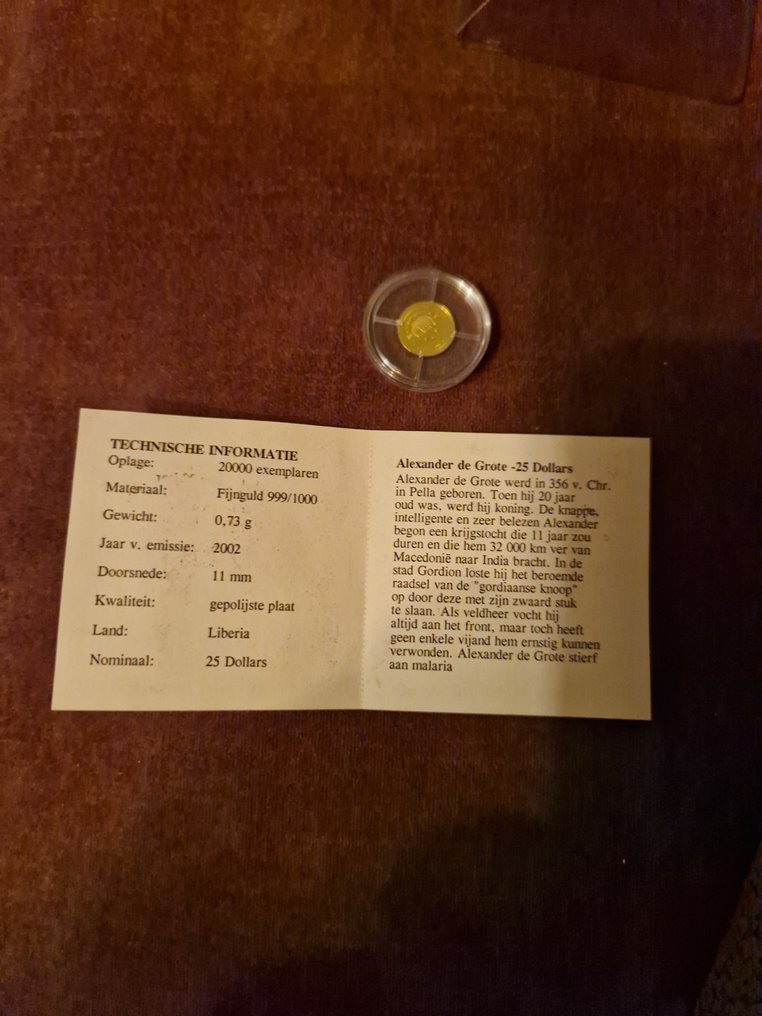 TECHNISCHE INFORMATIE
Oplage: 20000 exemplaren
Materiaal: Fijnguld 999/1000
Gewicht: 0,73 g
Jaar v. emissie: 2002
Doorsnede: 11 mm
Kwaliteit: gepolijste plaat
Land: Liberia
Nominaal: 25 Dollars
Alexander de Grote -25 Dollars
Alexander de Grote werd in 356 v. Chr.
in Pella geboren. Toen hij 20 jaar
oud was, werd hij koning. De knappe,
intelligente en zeer belezen Alexander
begon een krijgstocht die 11 jaar zou
duren en die hem 32 000 km ver van
Macedonië naar India bracht. In de
stad Gordion loste hij het beroemde
raadsel van de "gordiaanse knoop"
op door deze met zijn zwaard stuk
te slaan. Als veldheer vocht hij
altijd aan het front, maar toch heeft
geen enkele vijand hem ernstig kunnen
verwonden. Alexander de Grote stierf
aan malaria